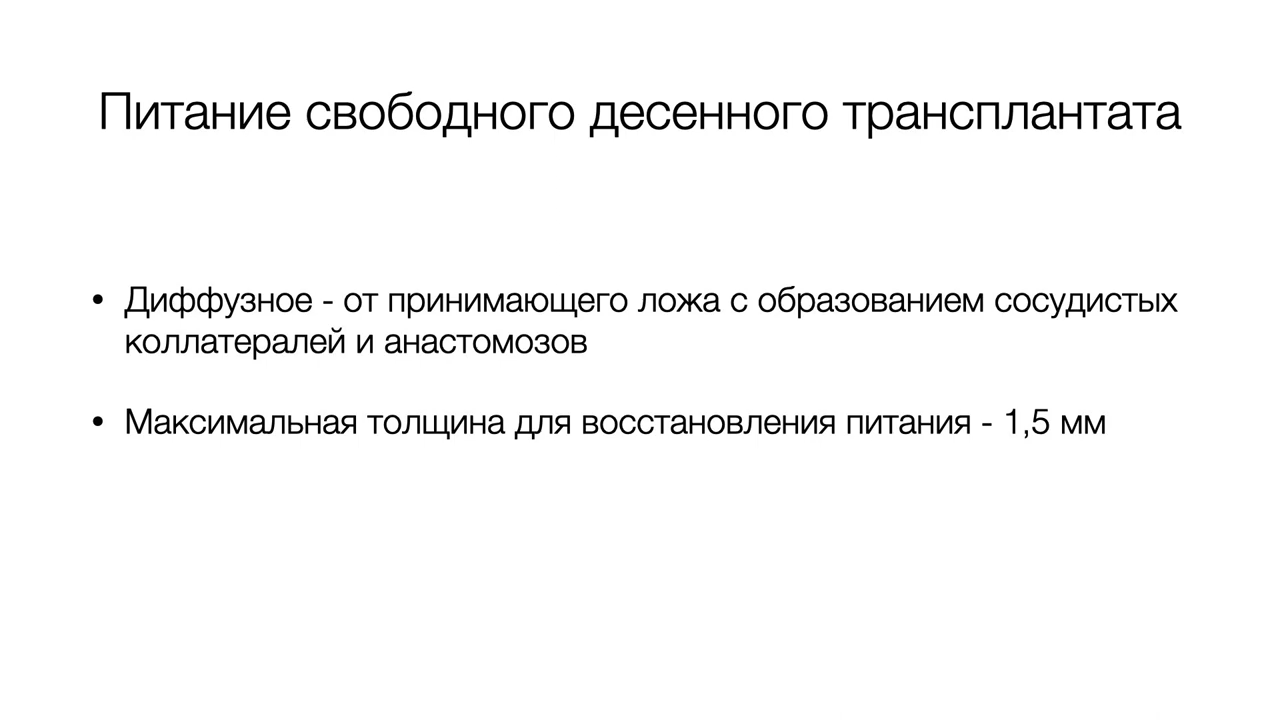 Питание свободного десенного трансплантата
• Диффузное - от принимающего ложа с образованием сосудистых
коллатералей и анастомозов
• Максимальная толщина для восстановления питания - 1,5 мм